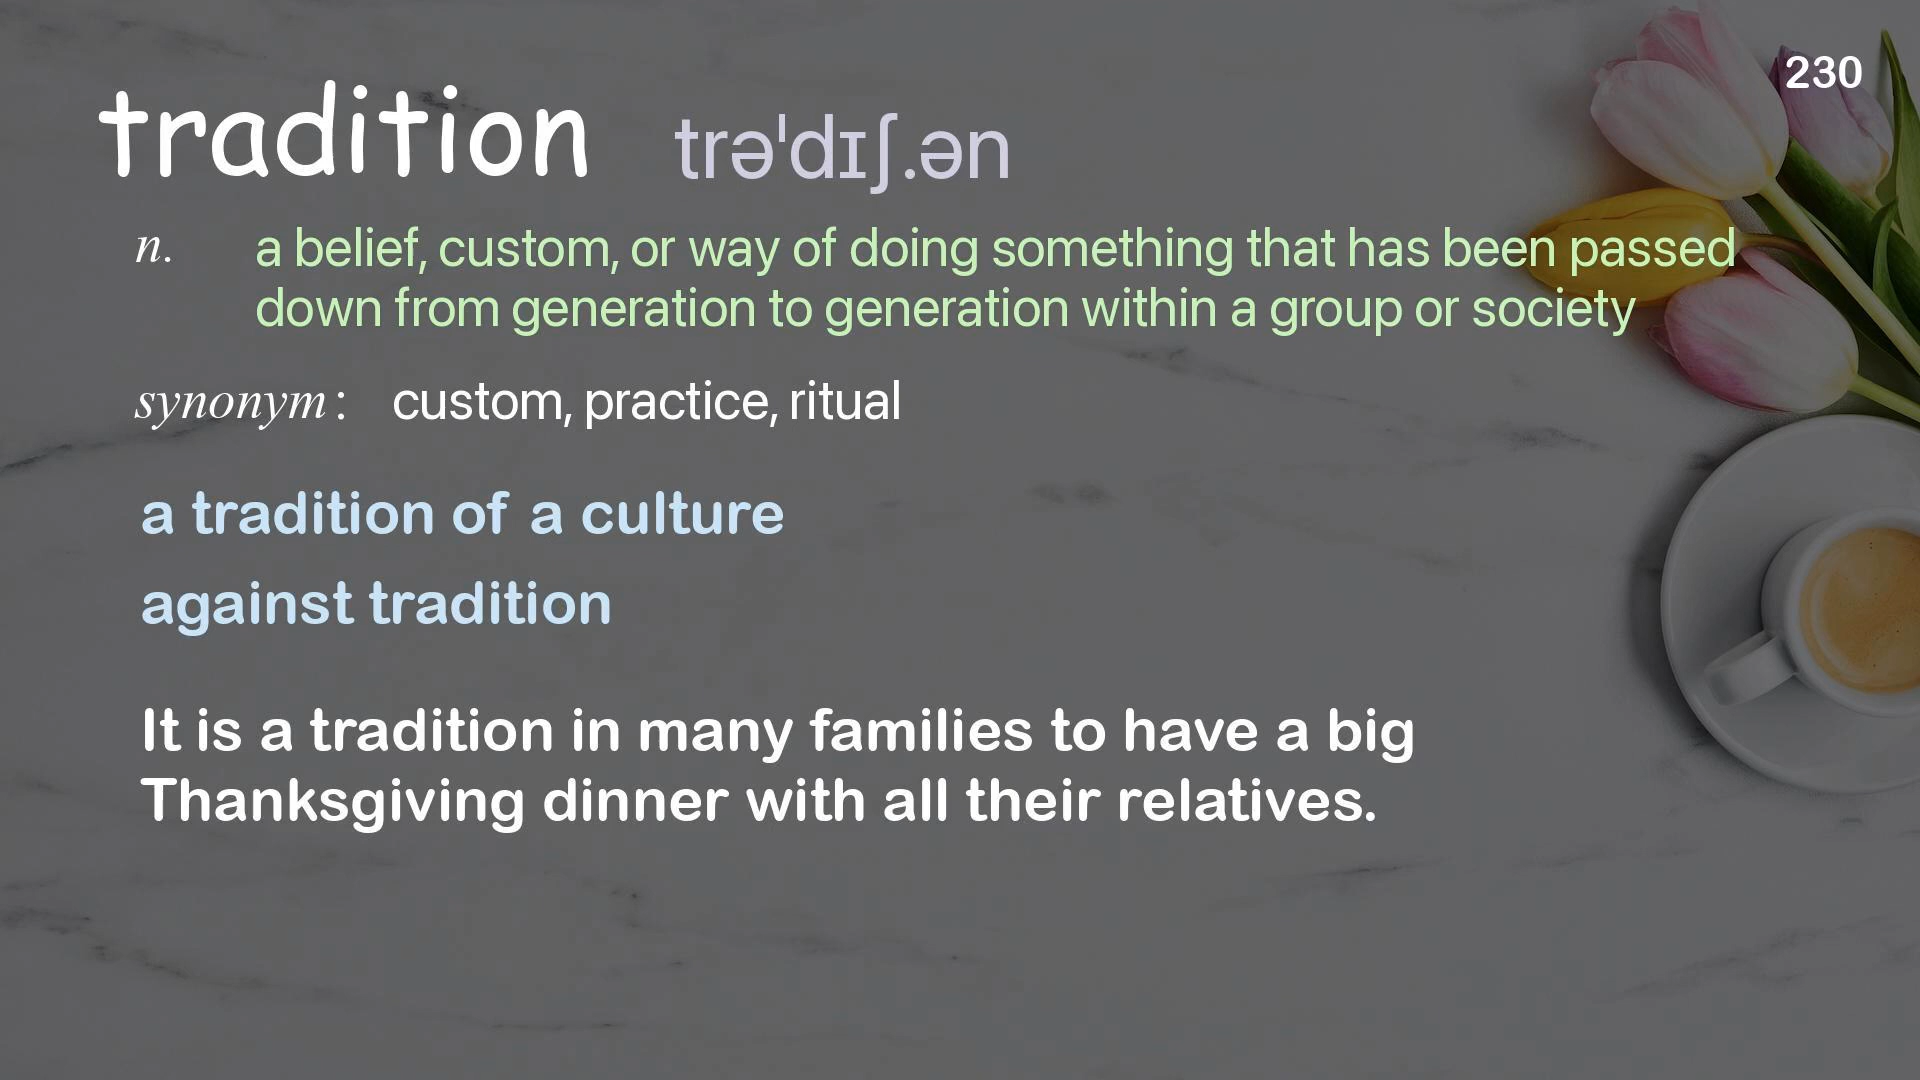 230
tradition trəˈdɪʃ.ən
n. a belief, custom, or way of doing something that has been passed
down from generation to generation within a group or society
synonym: custom, practice, ritual
a tradition of a culture
against tradition
It is a tradition in many families to have a big
Thanksgiving dinner with all their relatives.